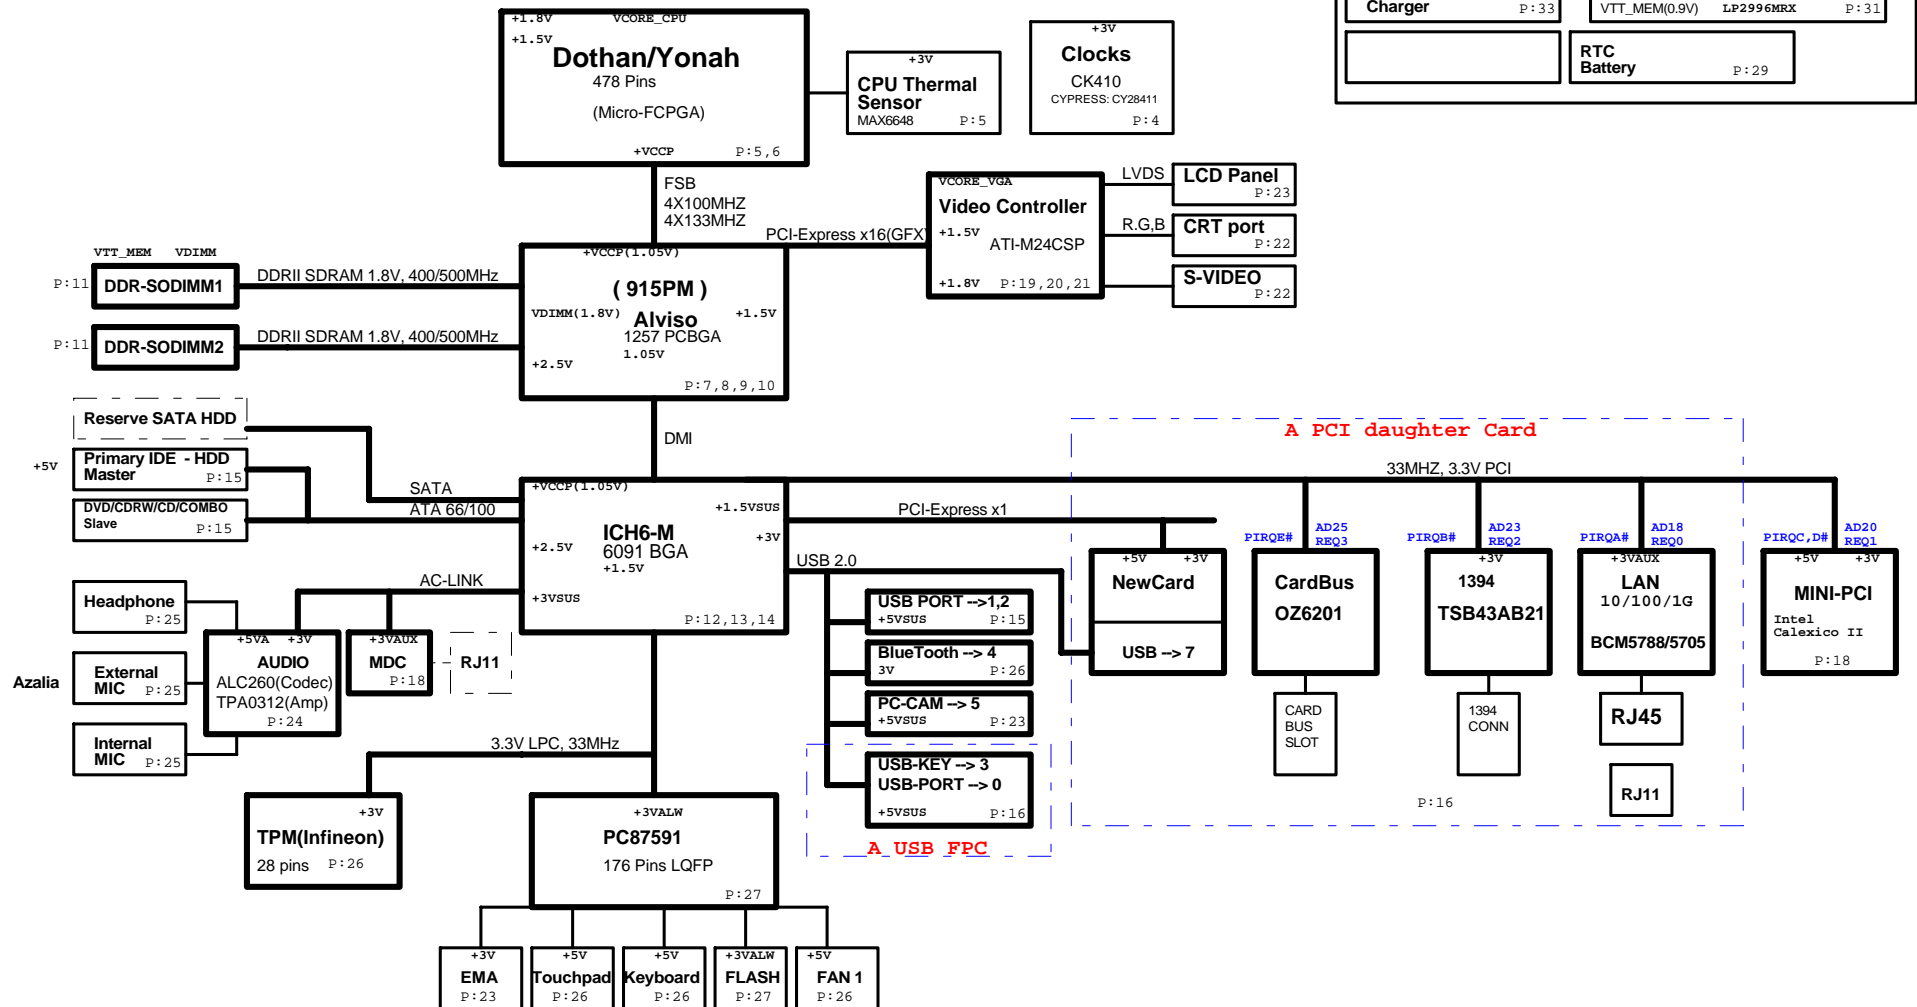 +1.8V VCORE_CPU
+1.5V
Dothan/Yonah
478 Pins
(Micro-FCPGA)
+VCCP P:5,6
+3V
CPU Thermal
Sensor
MAX6648 P:5
+3V
Clocks
CK410
CYPRESS: CY28411
P:4
Charger P:33
VTT_MEM(0.9V) LP2996MRX P:31
RTC
Battery P:29
FSB
4X100MHZ
4X133MHZ
PCI-Express x16(GFX)
VCORE_VGA
Video Controller
+1.5V
ATI-M24CSP
+1.8V P:19,20,21
LVDS
LCD Panel
P:23
R.G,B
CRT port
P:22
S-VIDEO
P:22
VTT_MEM VDIMM
P:11 DDR-SODIMM1
DDRII SDRAM 1.8V, 400/500MHz
P:11 DDR-SODIMM2
DDRII SDRAM 1.8V, 400/500MHz
+VCCP(1.05V)
( 915PM )
VDIMM(1.8V) +1.5V
Alviso
1257 PCBGA
1.05V
+2.5V
P:7,8,9,10
DMI
Reserve SATA HDD
+5V
Primary IDE - HDD
Master P:15
DVD/CDRW/CD/COMBO
Slave P:15
SATA
ATA 66/100
+VCCP(1.05V)
+1.5VSUS
ICH6-M
+3V
+2.5V
6091 BGA
+1.5V
+3VSUS
P:12,13,14
AC-LINK
Azalia
Headphone
P:25
External
MIC P:25
Internal
MIC P:25
+5VA +3V
AUDIO
ALC260(Codec)
TPA0312(Amp)
P:24
+3VAUX
MDC
P:18
RJ11
3.3V LPC, 33MHz
+3V
TPM(Infineon)
28 pins P:26
+3VALW
PC87591
176 Pins LQFP
P:27
+3V
EMA
P:23
+5V
Touchpad
P:26
+5V
Keyboard
P:26
+3VALW
FLASH
P:27
+5V
FAN 1
P:26
PCI-Express x1
USB 2.0
USB PORT -->1,2
+5VSUS P:15
BlueTooth --> 4
3V P:26
PC-CAM --> 5
+5VSUS P:23
USB-KEY --> 3
USB-PORT --> 0
+5VSUS P:16
A USB FPC
A PCI daughter Card
33MHZ, 3.3V PCI
+5V +3V
NewCard
USB --> 7
PIRQE# AD25
REQ3
CardBus
OZ6201
CARD
BUS
SLOT
PIRQB# AD23
REQ2
+3V
1394
TSB43AB21
1394
CONN
PIRQA# AD18
REQ0
+3VAUX
LAN
10/100/1G
BCM5788/5705
RJ45
RJ11
P:16
PIRQC,D# AD20
REQ1
+5V +3V
MINI-PCI
Intel
Calexico II
P:18